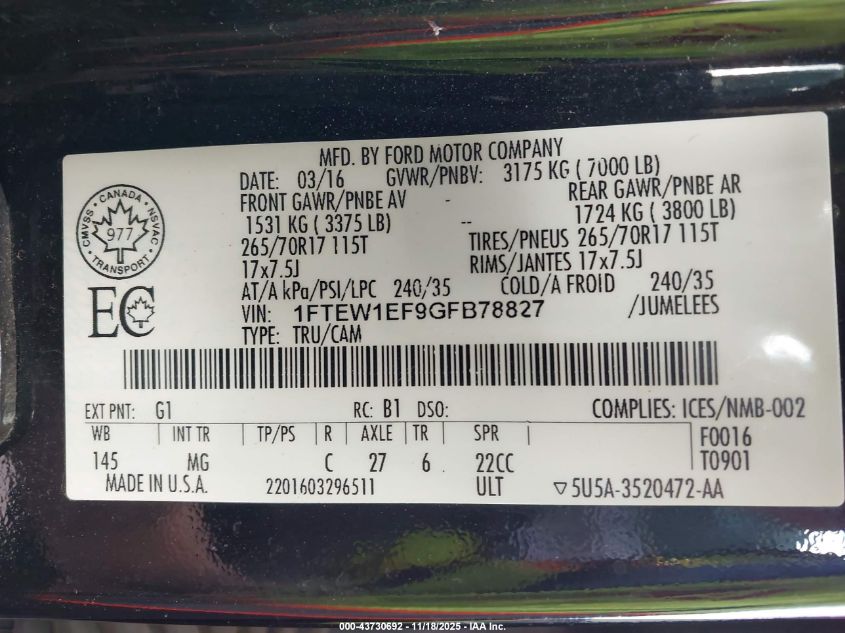 MFD. BY FORD MOTOR COMPANY
DATE: 03/16 GVWR/PNBV: 3175 KG ( 7000 LB)
FRONT GAWR/PNBE AV - REAR GAWR/PNBE AR
1531 KG ( 3375 LB) -- 1724 KG ( 3800 LB)
265/70R17 115T TIRES/PNEUS 265/70R17 115T
17x7.5J RIMS/JANTES 17x7.5J
AT/A kPa/PSI/LPC 240/35 COLD/A FROID 240/35
VIN: 1FTEW1EF9GFB78827 /JUMELEES
TYPE: TRU/CAM
CANADA
CMVSS NSVAC
977
TRANSPORT
EC
EXT PNT: G1 RC: B1 DSO: COMPLIES: ICES/NMB-002
WB INT TR TP/PS R AXLE TR SPR F0016
145 MG C 27 6 22CC T0901
MADE IN U.S.A. 2201603296511 ULT ▽5U5A-3520472-AA
000-43730692 - 11/18/2025 - IAA Inc.